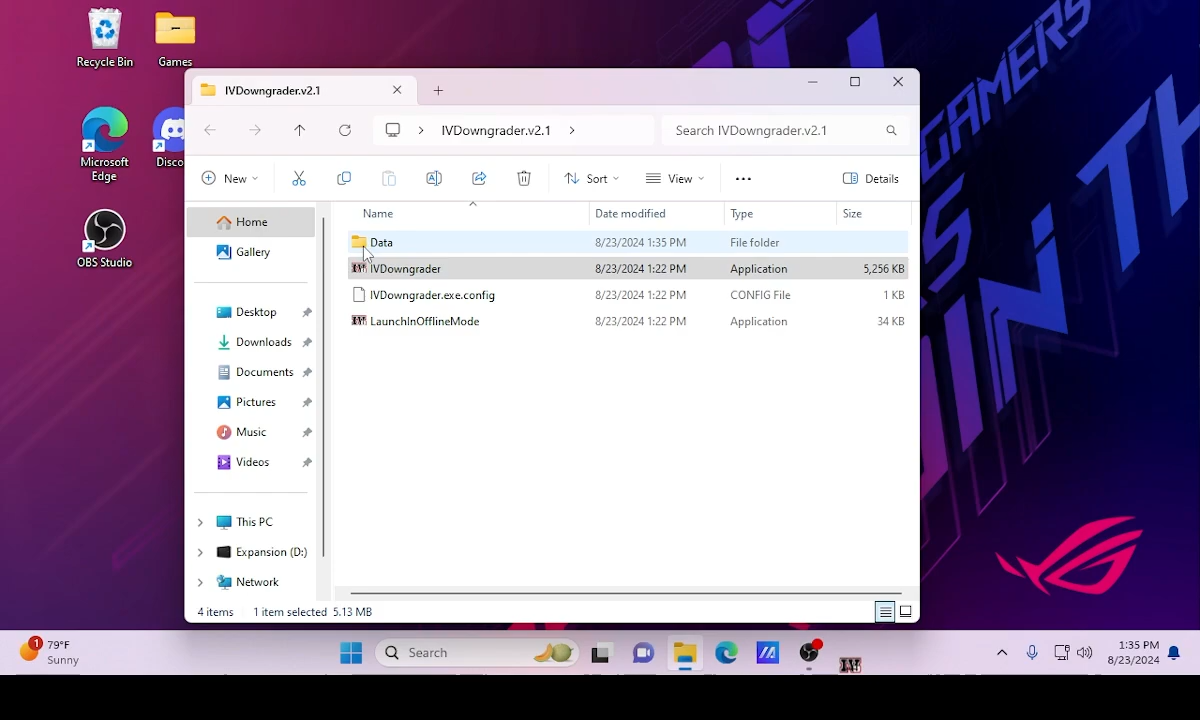 Recycle Bin
Games
Microsoft
Edge
Disco
OBS Studio
IVDowngrader.v2.1
IVDowngrader.v2.1
Search IVDowngrader.v2.1
New
Sort
View
Details
Name
Date modified
Type
Size
Home
Gallery
Desktop
Downloads
Documents
Pictures
Music
Videos
This PC
Expansion (D:)
Network
Data 8/23/2024 1:35 PM File folder
IVDowngrader 8/23/2024 1:22 PM Application 5,256 KB
IVDowngrader.exe.config 8/23/2024 1:22 PM CONFIG File 1 KB
LaunchInOfflineMode 8/23/2024 1:22 PM Application 34 KB
4 items 1 item selected 5.13 MB
GAMERS
IN TH
1
79°F
Sunny
Search
1:35 PM
8/23/2024